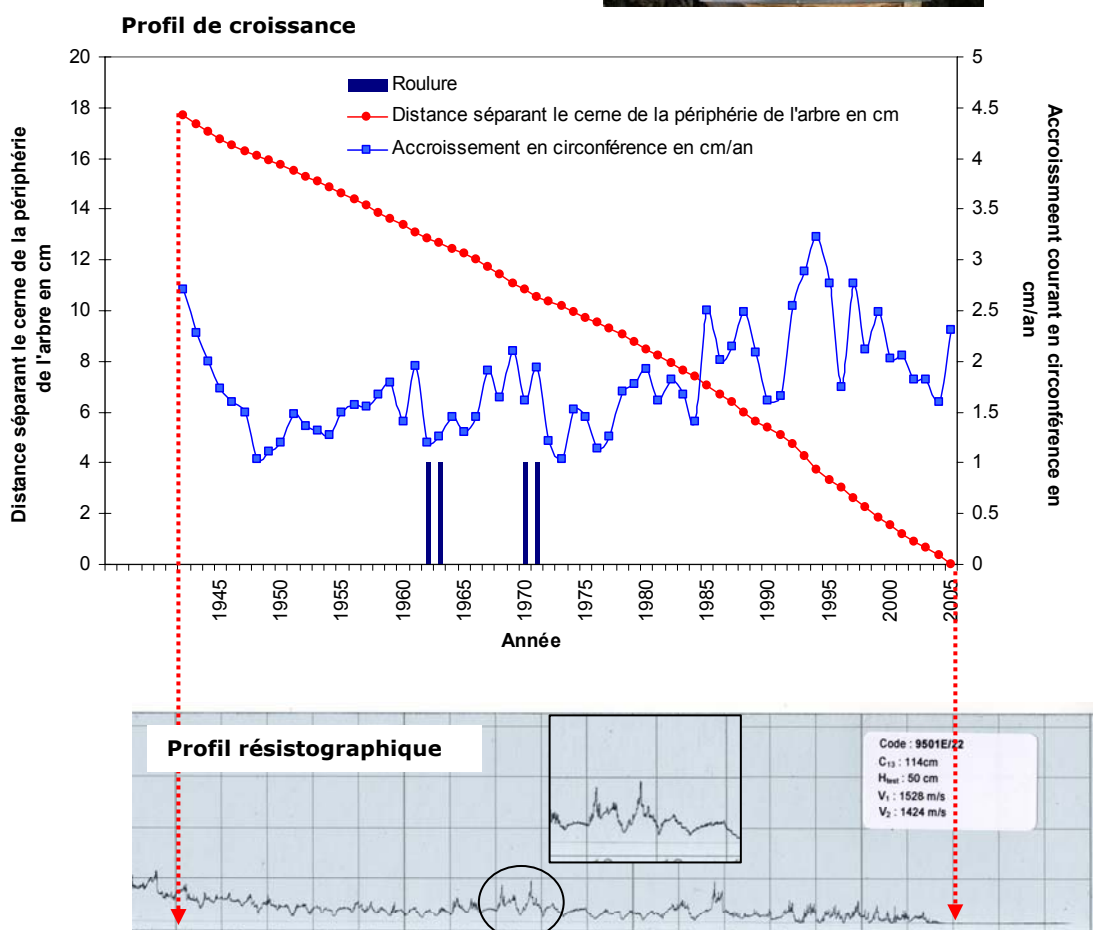 Profil de croissance
Distance séparant le cerne de la périphérie
de l'arbre en cm
20
18
16
14
12
10
8
6
4
2
0
Roulure
Distance séparant le cerne de la périphérie de l'arbre en cm
Accroissement en circonférence en cm/an
5
4.5
4
3.5
3
2.5
2
1.5
1
0.5
0
Accroissmeent courant en circonférence en
cm/an
1945
1950
1955
1960
1965
1970
1975
1980
1985
1990
1995
2000
2005
Année
Profil résistographique
Code : 9501E/22
C13 : 114cm
Htest : 50 cm
V1 : 1528 m/s
V2 : 1424 m/s